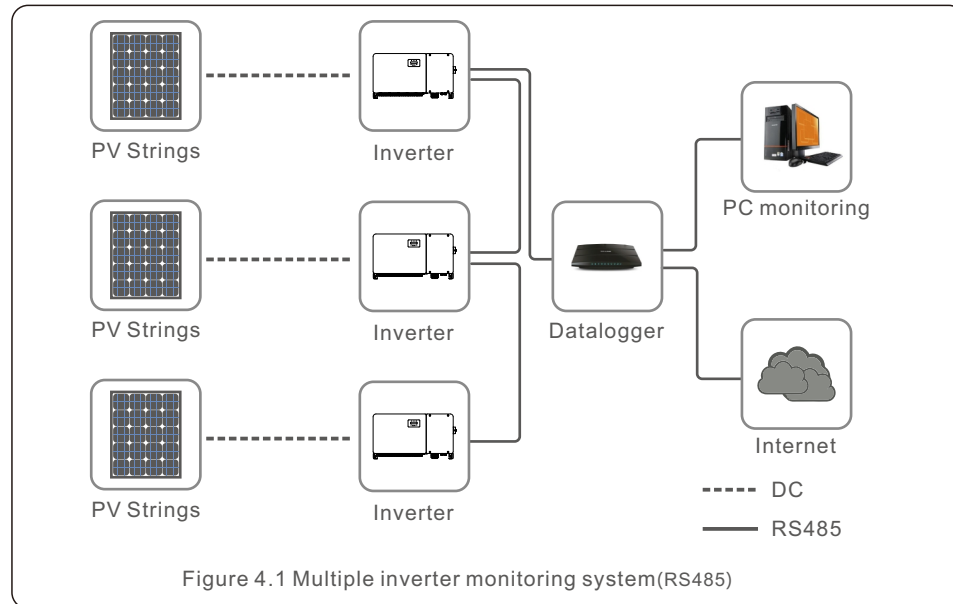 PV Strings
Inverter
PC monitoring
PV Strings
Inverter
Datalogger
Internet
PV Strings
Inverter
DC
RS485
Figure 4.1 Multiple inverter monitoring system(RS485)